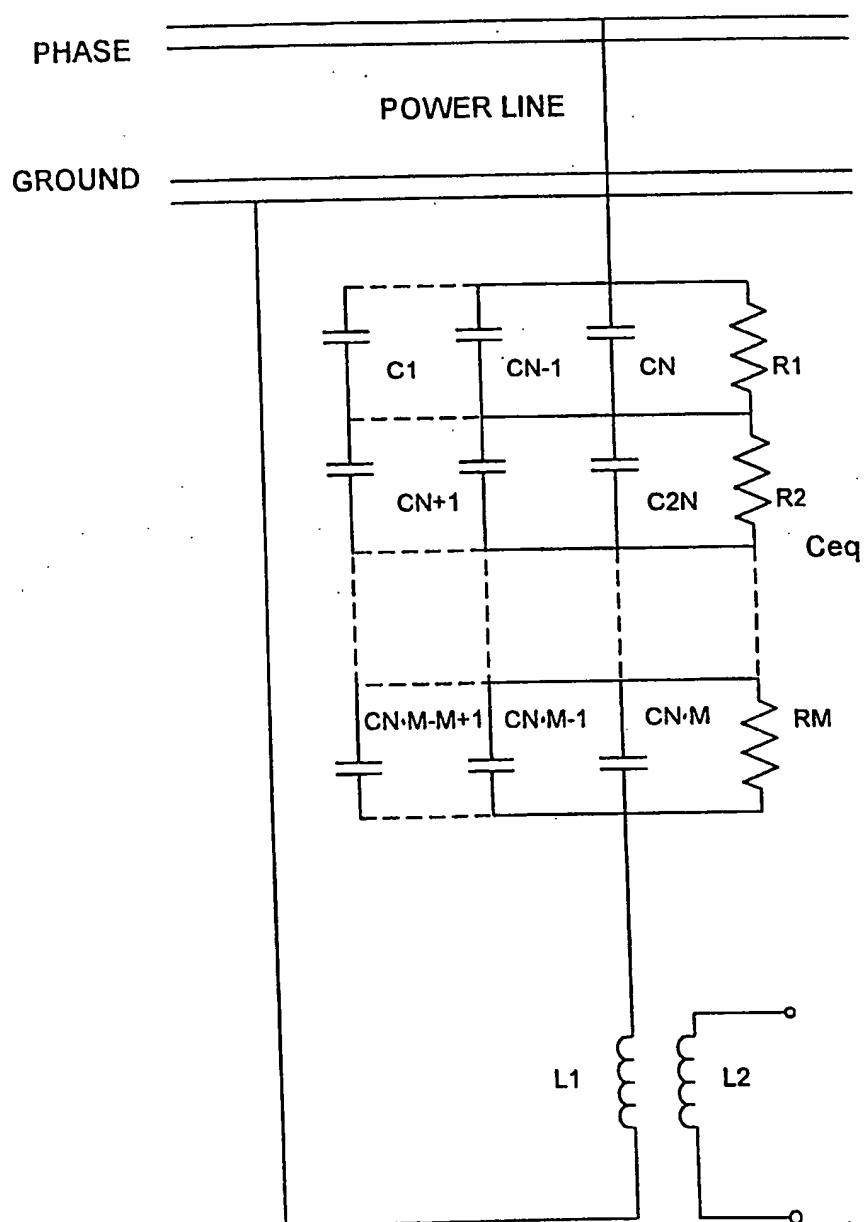 PHASE
POWER LINE
GROUND
C1 CN-1 CN R1
CN+1 C2N R2
Ceq
CN·M-M+1 CN·M-1 CN·M RM
L1 L2